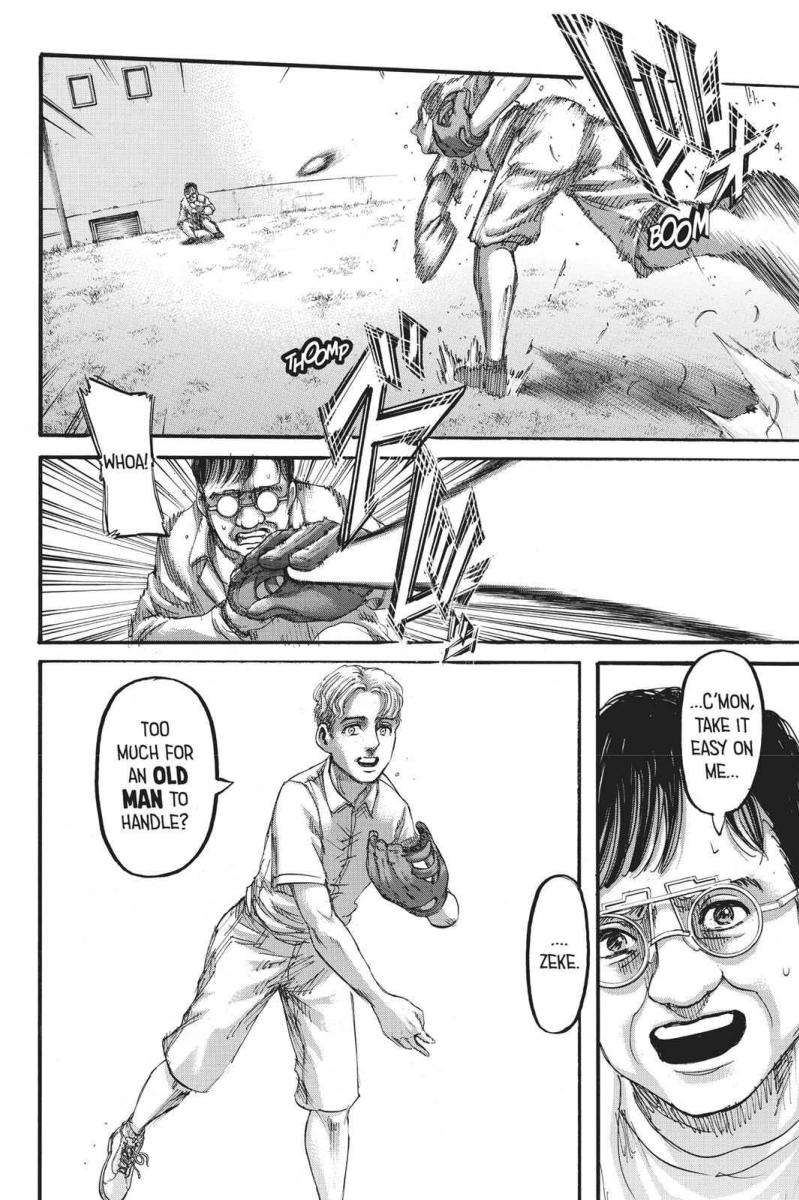 BOOM
THOOMP
WHOA!
...C'MON,
TAKE IT
EASY ON
ME...
....
ZEKE.
TOO
MUCH FOR
AN OLD
MAN TO
HANDLE?